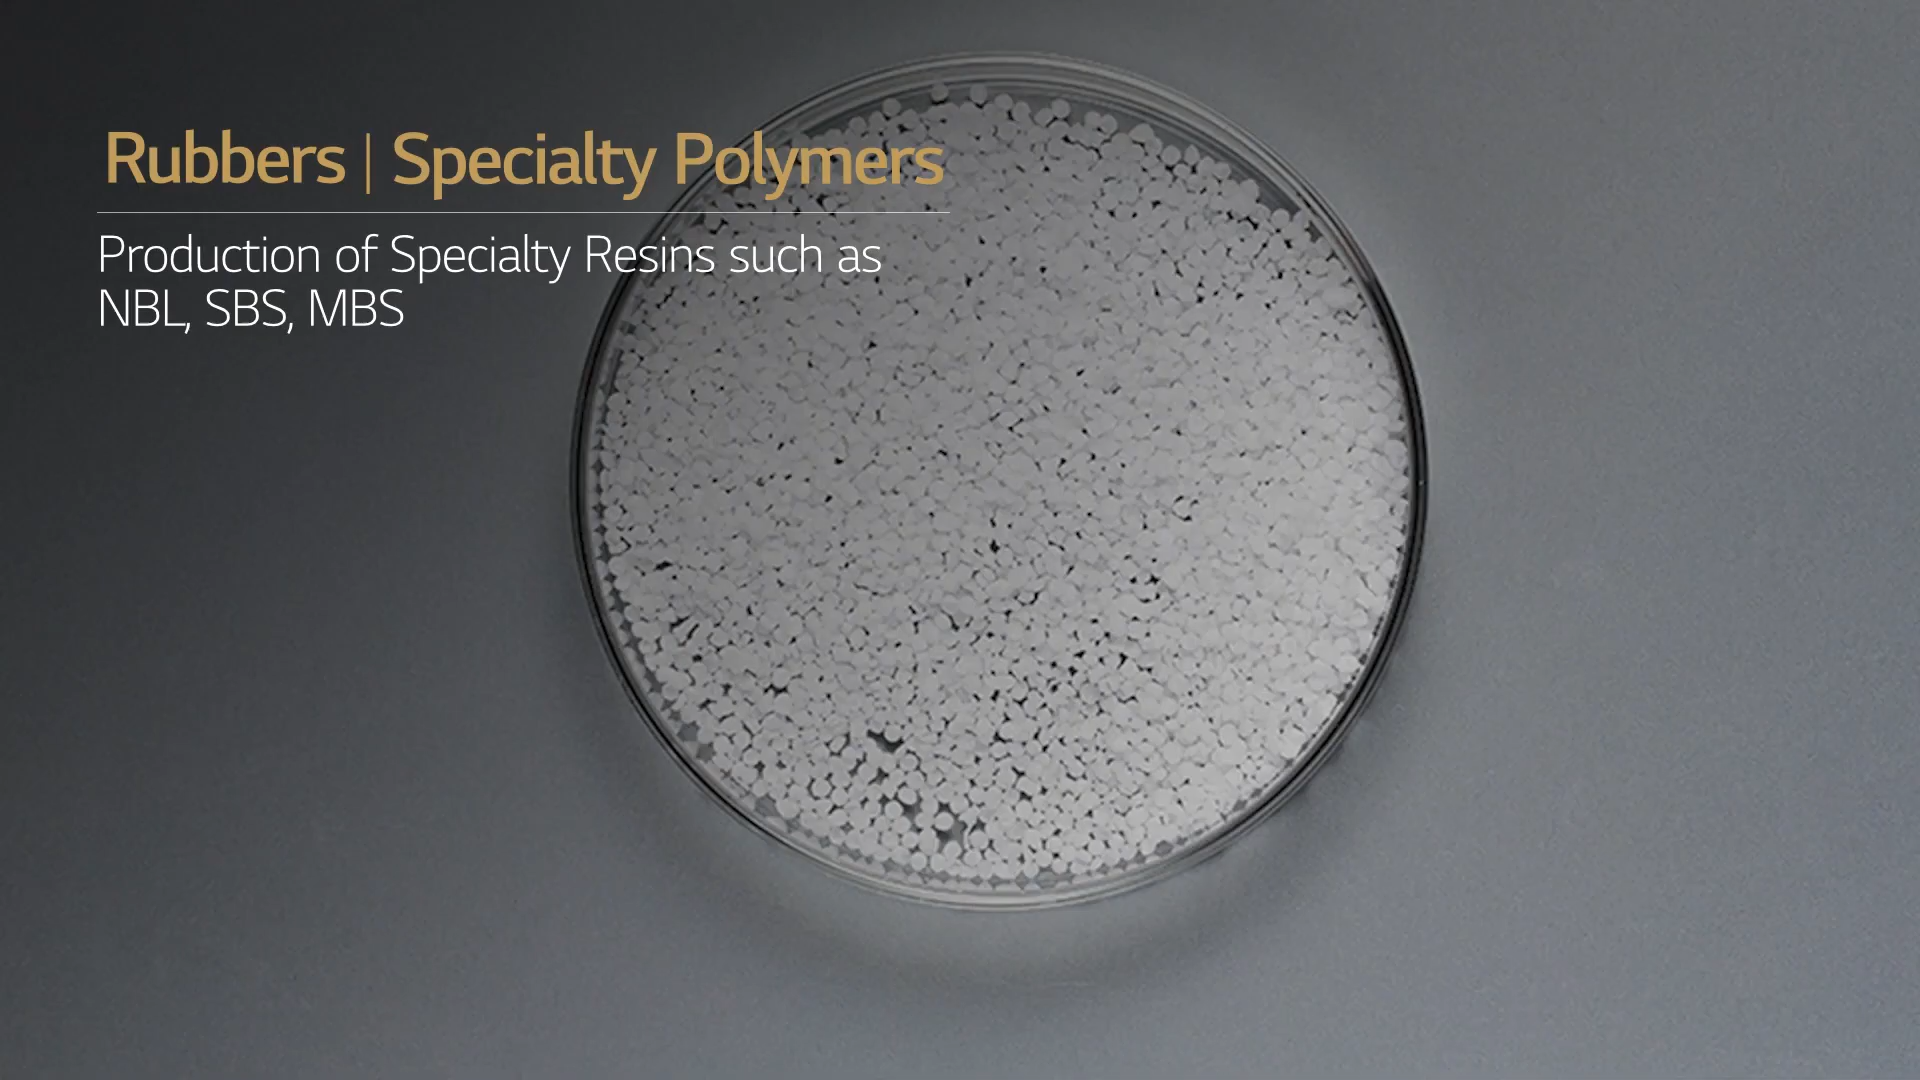 Rubbers | Specialty Polymers
Production of Specialty Resins such as
NBL, SBS, MBS